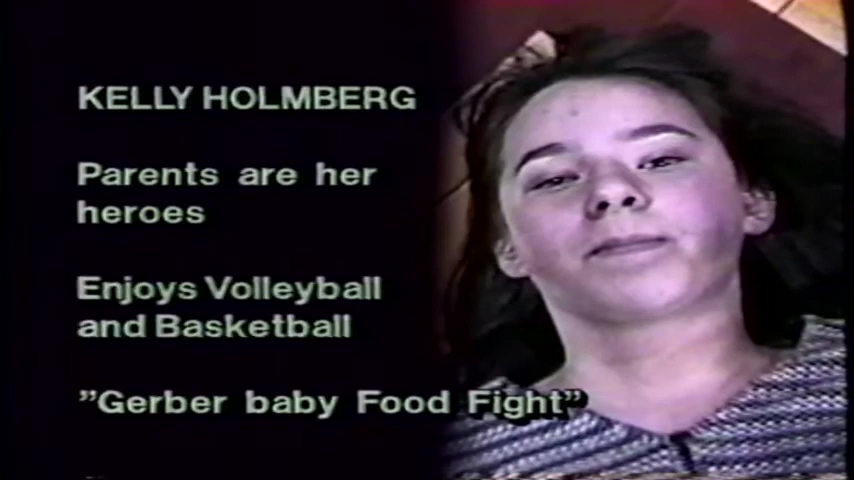 KELLY HOLMBERG
Parents are her
heroes
Enjoys Volleyball
and Basketball
"Gerber baby Food Fight"